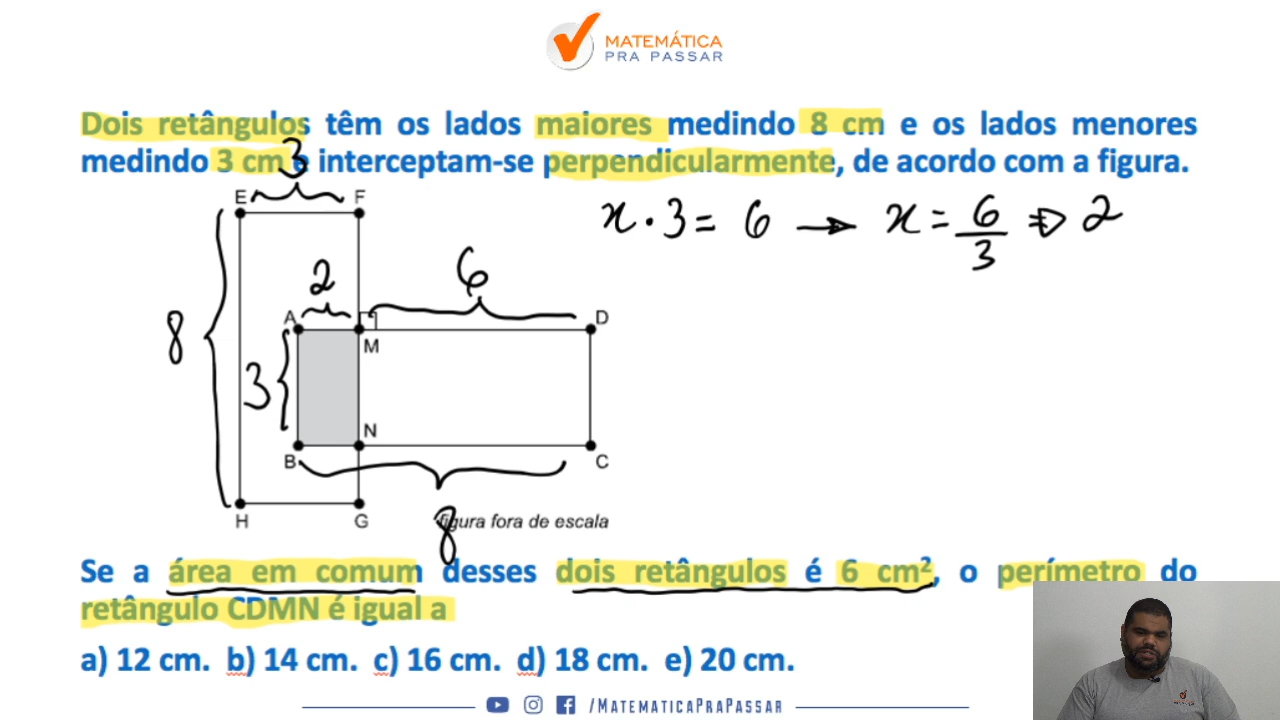 MATEMÁTICA
PRA PASSAR
Dois retângulos têm os lados maiores medindo 8 cm e os lados menores
medindo 3 cm e interceptam-se perpendicularmente, de acordo com a figura.
3
E F
x · 3 = 6 → x = 6/3 ⇒ 2
2 6
A D
8
M
3
N
B C
H G
8
figura fora de escala
Se a área em comum desses dois retângulos é 6 cm², o perímetro do
retângulo CDMN é igual a
a) 12 cm. b) 14 cm. c) 16 cm. d) 18 cm. e) 20 cm.
/MatematicaPraPassar